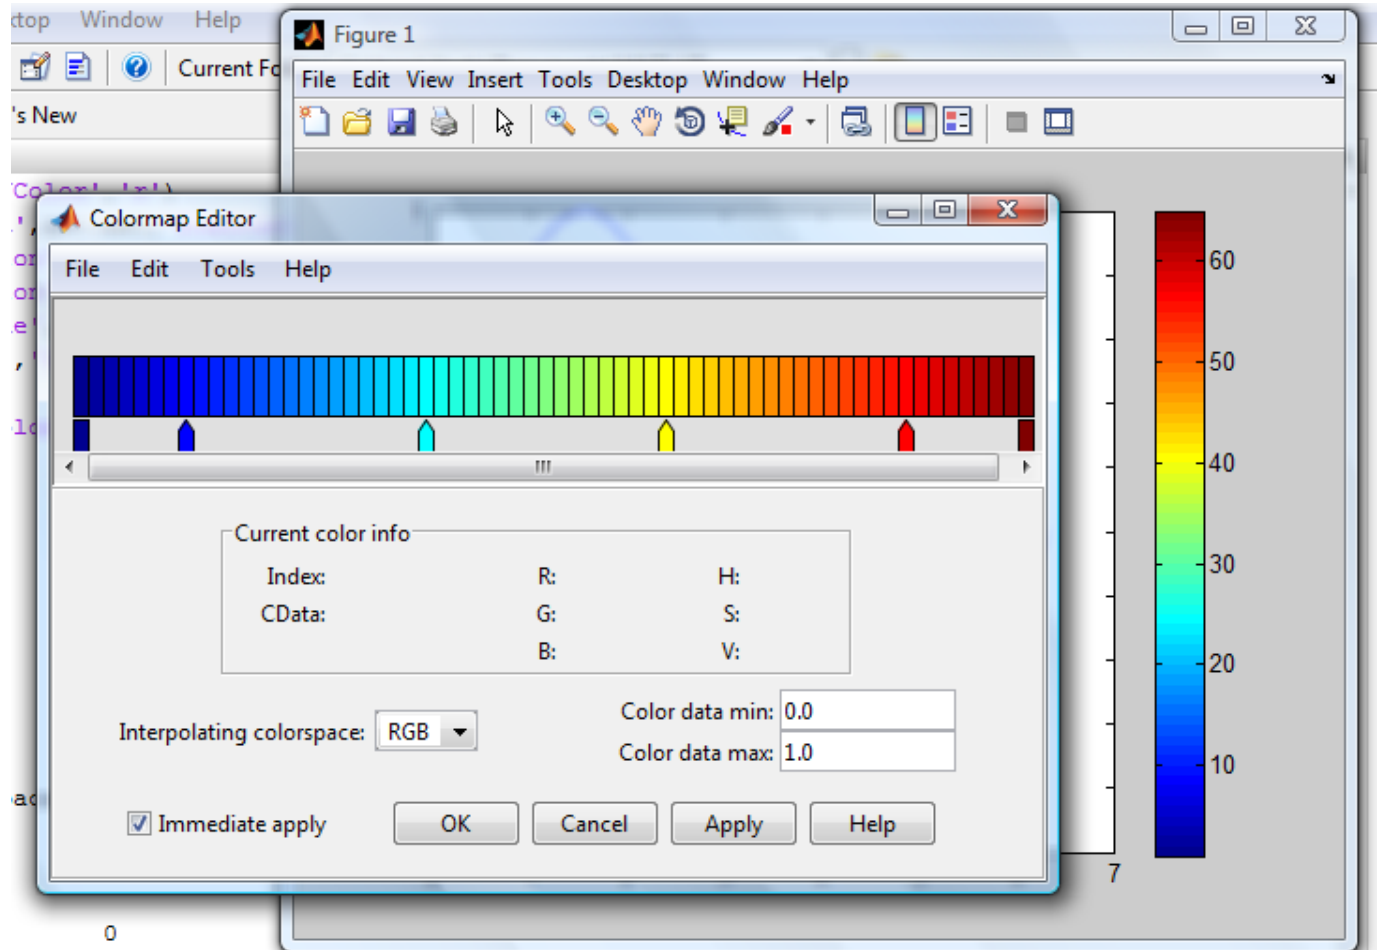 Window Help
Current Fo
's New
Color','r')
Figure 1
File Edit View Insert Tools Desktop Window Help
Colormap Editor
File Edit Tools Help
Current color info
Index: R: H:
CData: G: S:
B: V:
Interpolating colorspace: RGB
Color data min: 0.0
Color data max: 1.0
Immediate apply OK Cancel Apply Help
60
50
40
30
20
10
7
0